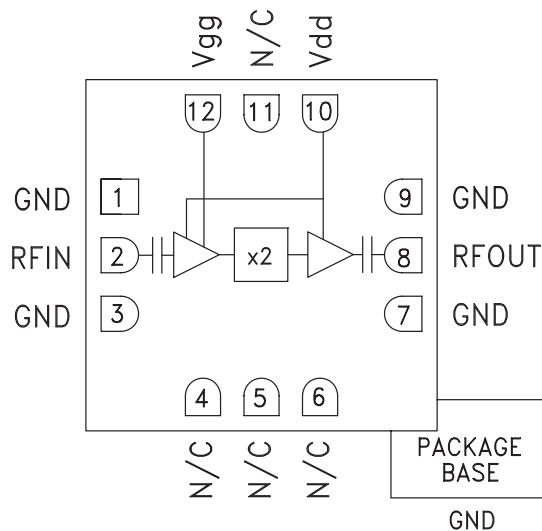 Vgg N/C Vdd
12 11 10
GND 1 9 GND
RFIN 2 x2 8 RFOUT
GND 3 7 GND
4 5 6
N/C N/C N/C
PACKAGE
BASE
GND